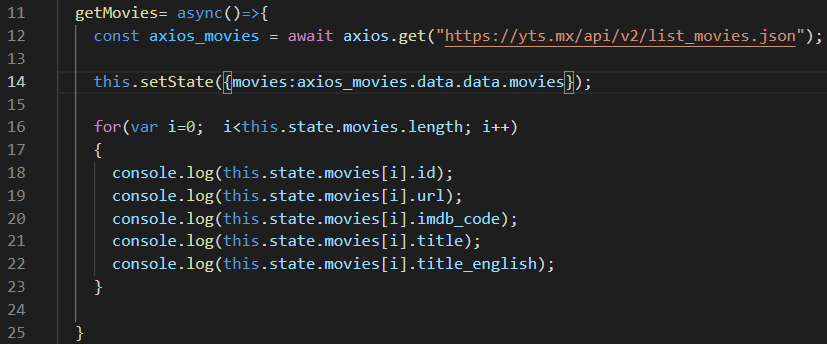 11 getMovies= async()=>{
12 const axios_movies = await axios.get("https://yts.mx/api/v2/list_movies.json");
13
14 this.setState({movies:axios_movies.data.data.movies});
15
16 for(var i=0;  i<this.state.movies.length; i++)
17 {
18 console.log(this.state.movies[i].id);
19 console.log(this.state.movies[i].url);
20 console.log(this.state.movies[i].imdb_code);
21 console.log(this.state.movies[i].title);
22 console.log(this.state.movies[i].title_english);
23 }
24
25 }